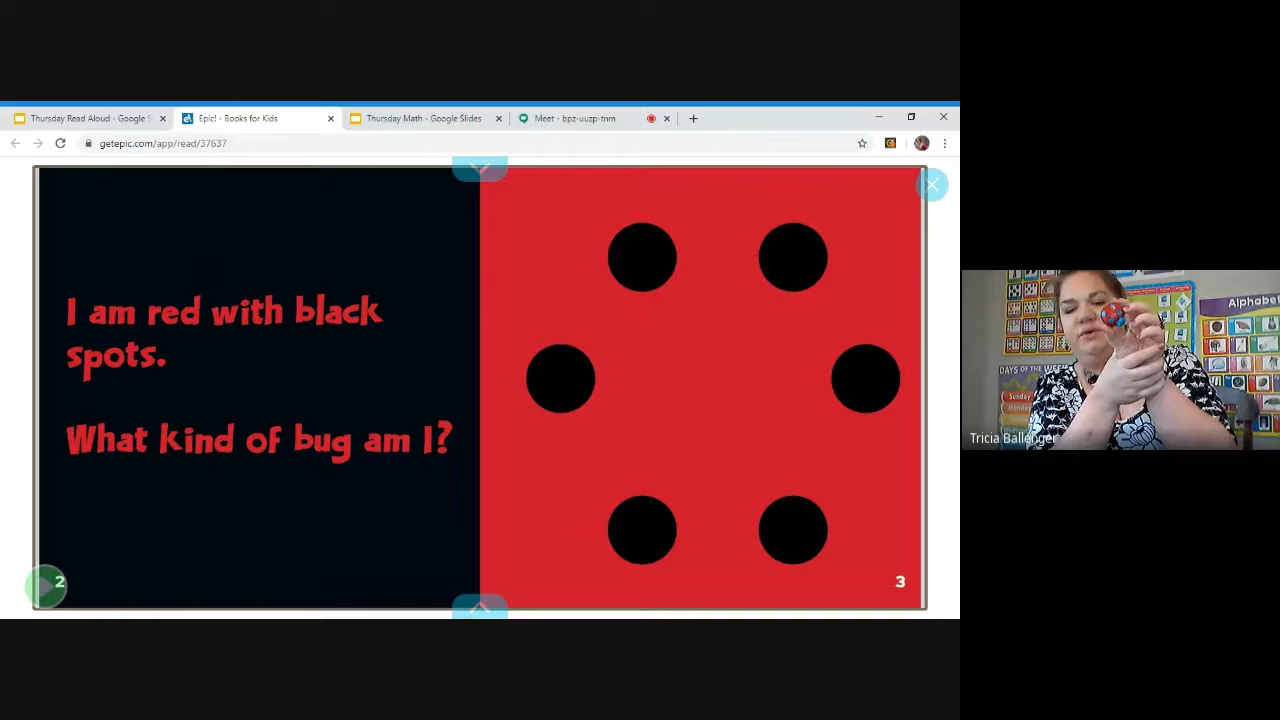 Thursday Read Aloud - Google S
Epic! - Books for Kids
Thursday Math - Google Slides
Meet - bpz-uuzp-tnm
getepic.com/app/read/37637
I am red with black
spots.
What kind of bug am I?
2
3
Alphabet
DAYS OF THE WEEK
Sunday
Monday
Tricia Ballenger